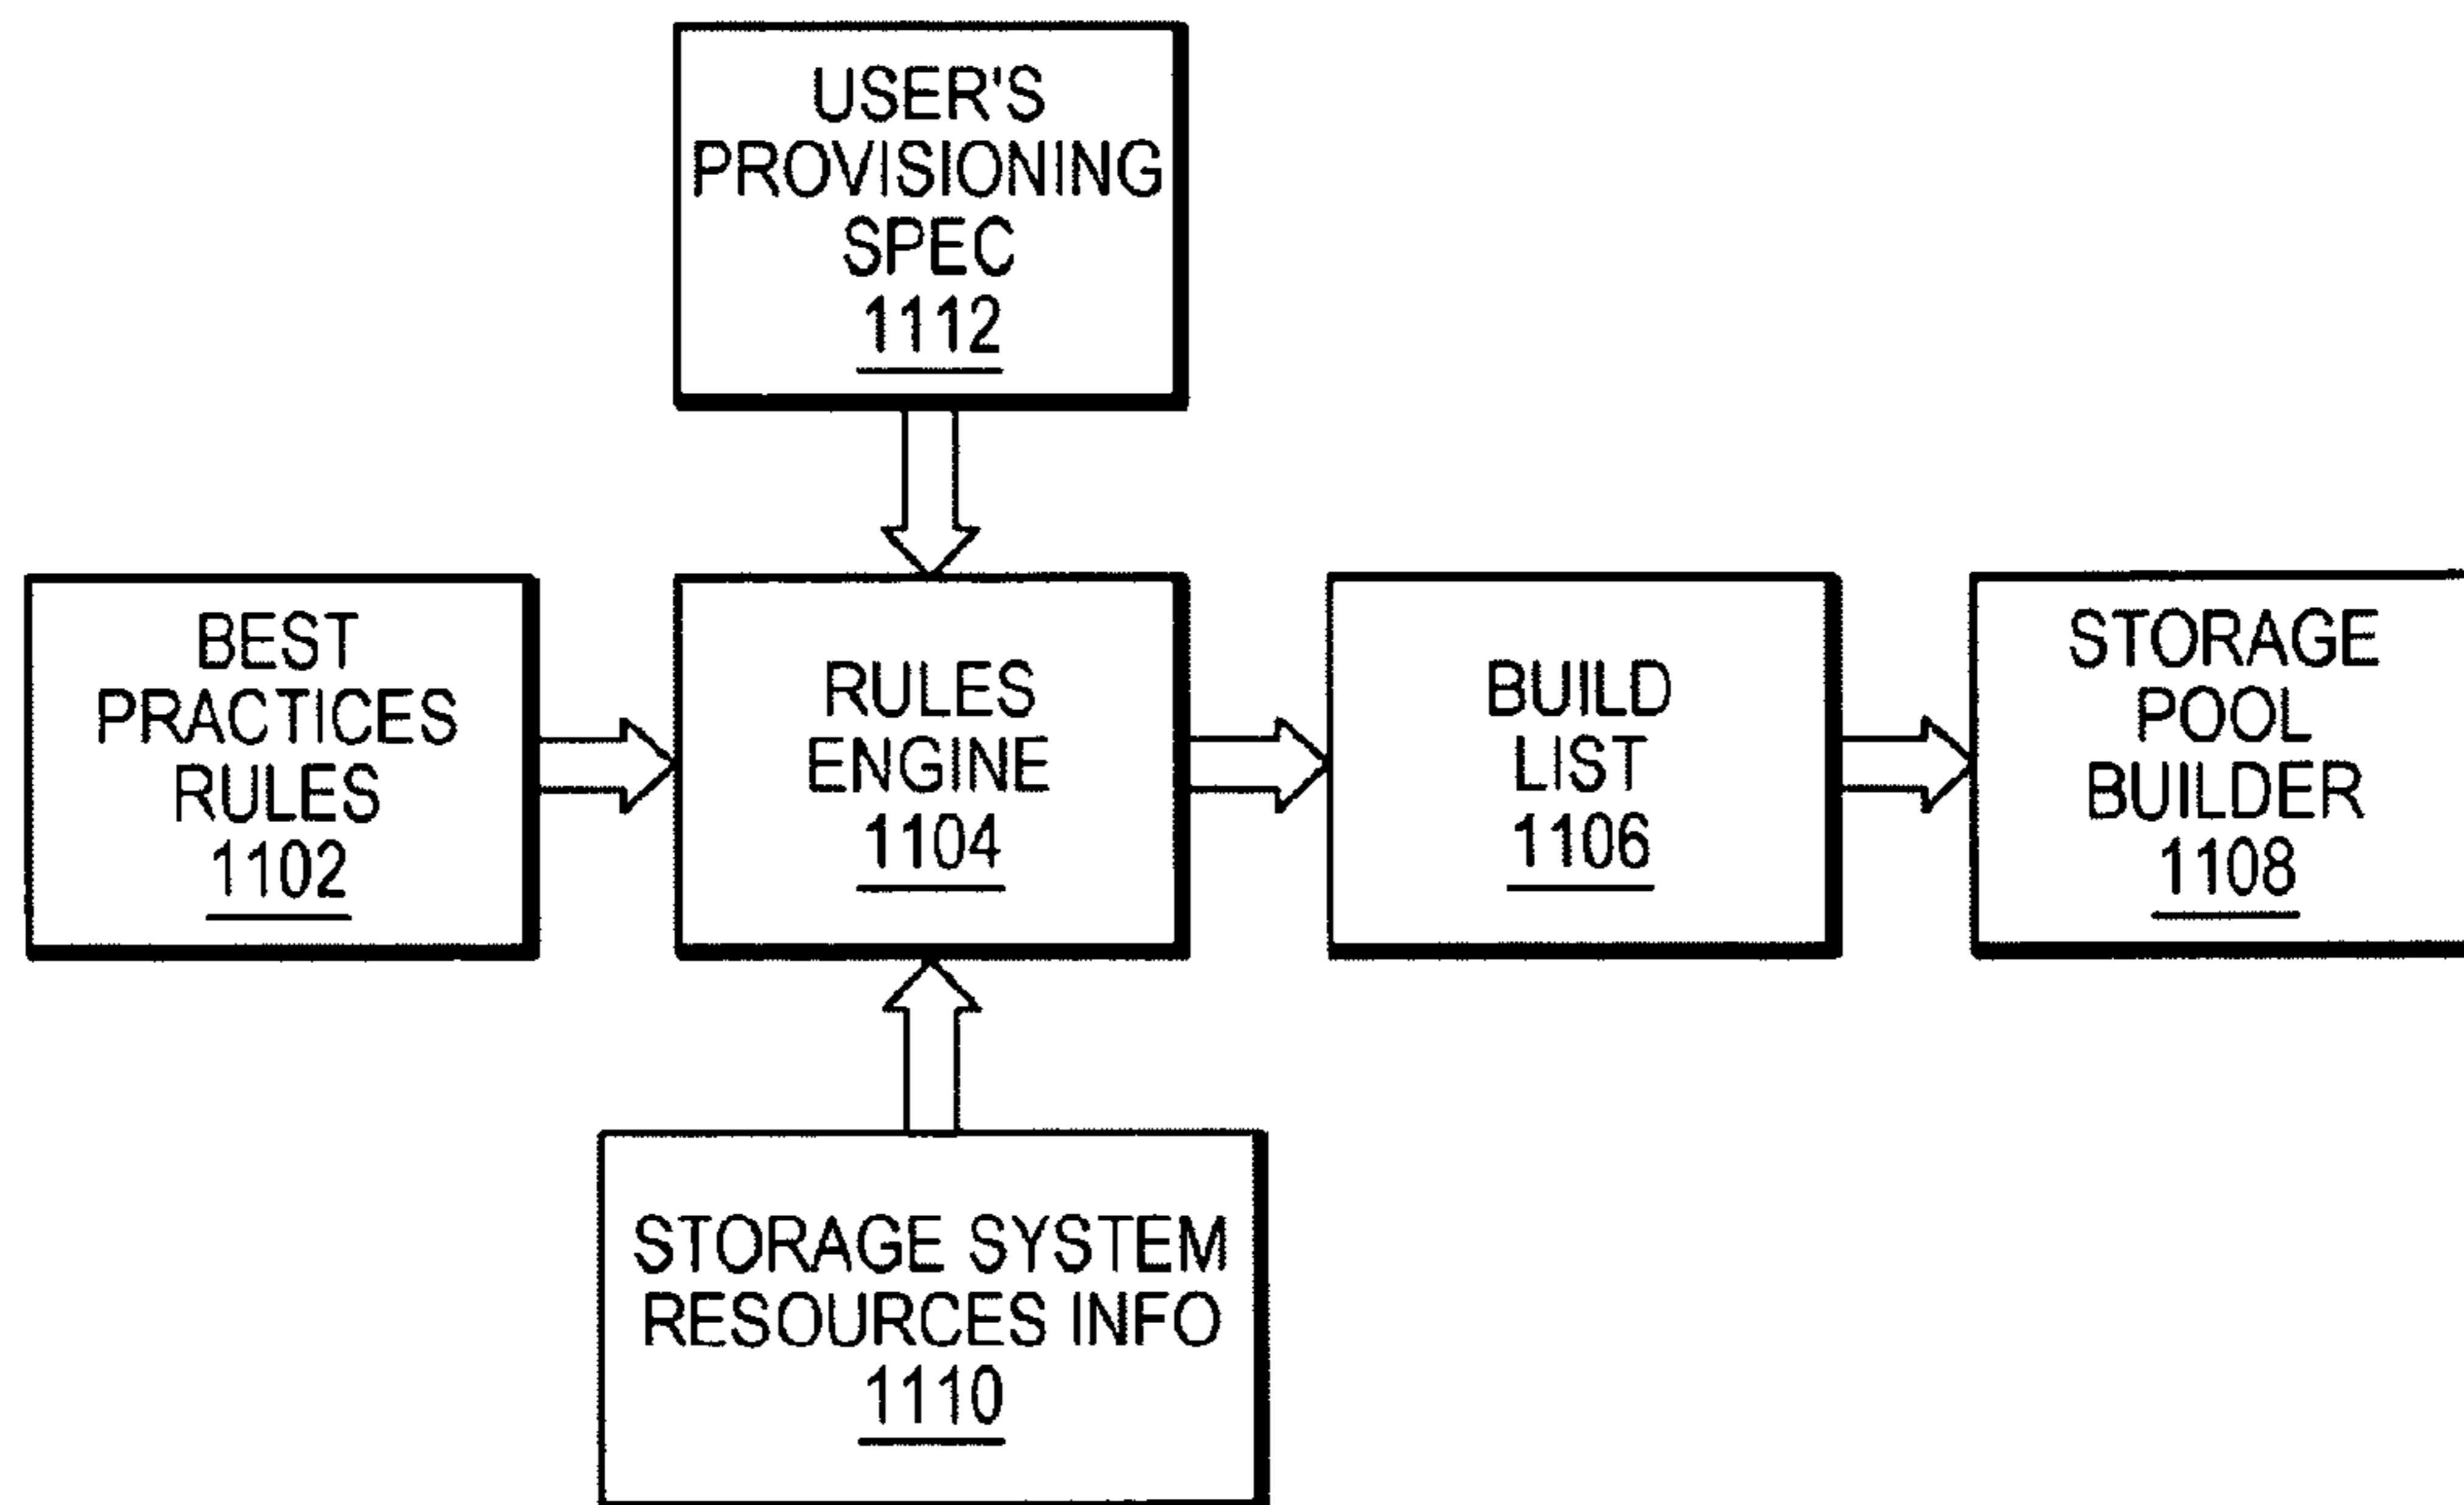 USER'S
PROVISIONING
SPEC
1112
BEST
PRACTICES
RULES
1102
RULES
ENGINE
1104
BUILD
LIST
1106
STORAGE
POOL
BUILDER
1108
STORAGE SYSTEM
RESOURCES INFO
1110